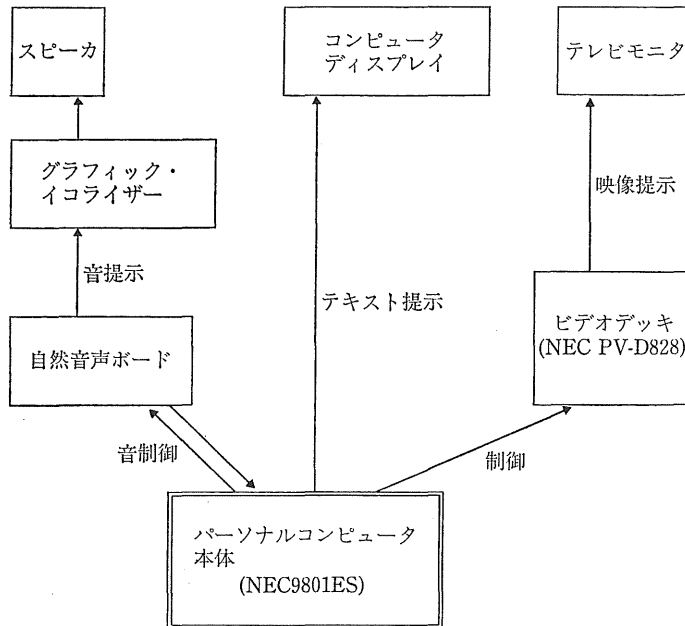 スピーカ
コンピュータ
ディスプレイ
テレビモニタ
グラフィック・
イコライザー
映像提示
音提示
テキスト提示
ビデオデッキ
(NEC PV-D828)
自然音声ボード
音制御
制御
パーソナルコンピュータ
本体
(NEC9801ES)